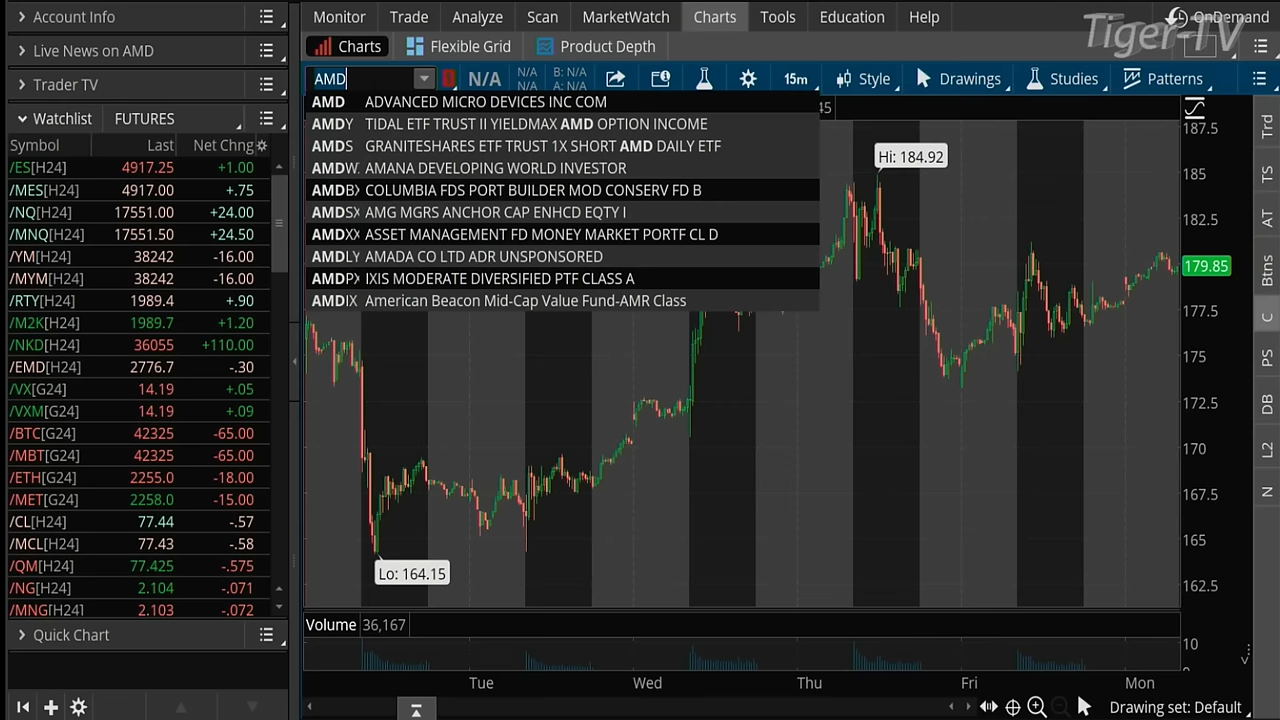 Account Info
Live News on AMD
Trader TV
Watchlist FUTURES
Symbol Last Net Chng
/ES[H24] 4917.25 +1.00
/MES[H24] 4917.00 +.75
/NQ[H24] 17551.00 +24.00
/MNQ[H24] 17551.50 +24.50
/YM[H24] 38242 -16.00
/MYM[H24] 38242 -16.00
/RTY[H24] 1989.4 +.90
/M2K[H24] 1989.7 +1.20
/NKD[H24] 36055 +110.00
/EMD[H24] 2776.7 -.30
/VX[G24] 14.19 +.05
/VXM[G24] 14.19 +.09
/BTC[G24] 42325 -65.00
/MBT[G24] 42325 -65.00
/ETH[G24] 2255.0 -18.00
/MET[G24] 2258.0 -15.00
/CL[H24] 77.44 -.57
/MCL[H24] 77.43 -.58
/QM[H24] 77.425 -.575
/NG[H24] 2.104 -.071
/MNG[H24] 2.103 -.072
Quick Chart
Monitor Trade Analyze Scan MarketWatch Charts Tools Education Help
OnDemand
Tiger-TV
Charts Flexible Grid Product Depth
AMD N/A N/A N/A B: N/A A: N/A 15m Style Drawings Studies Patterns
AMD ADVANCED MICRO DEVICES INC COM
AMDY TIDAL ETF TRUST II YIELDMAX AMD OPTION INCOME
AMDS GRANITESHARES ETF TRUST 1X SHORT AMD DAILY ETF
AMDW. AMANA DEVELOPING WORLD INVESTOR
AMDBX COLUMBIA FDS PORT BUILDER MOD CONSERV FD B
AMDSX AMG MGRS ANCHOR CAP ENHCD EQTY I
AMDXX ASSET MANAGEMENT FD MONEY MARKET PORTF CL D
AMDLY AMADA CO LTD ADR UNSPONSORED
AMDPX IXIS MODERATE DIVERSIFIED PTF CLASS A
AMDIX American Beacon Mid-Cap Value Fund-AMR Class
45
Hi: 184.92
Lo: 164.15
187.5
185
182.5
179.85
177.5
175
172.5
170
167.5
165
162.5
Volume 36,167
10
0
Tue Wed Thu Fri Mon
Drawing set: Default
Trd
TS
AT
Btns
C
PS
DB
L2
N